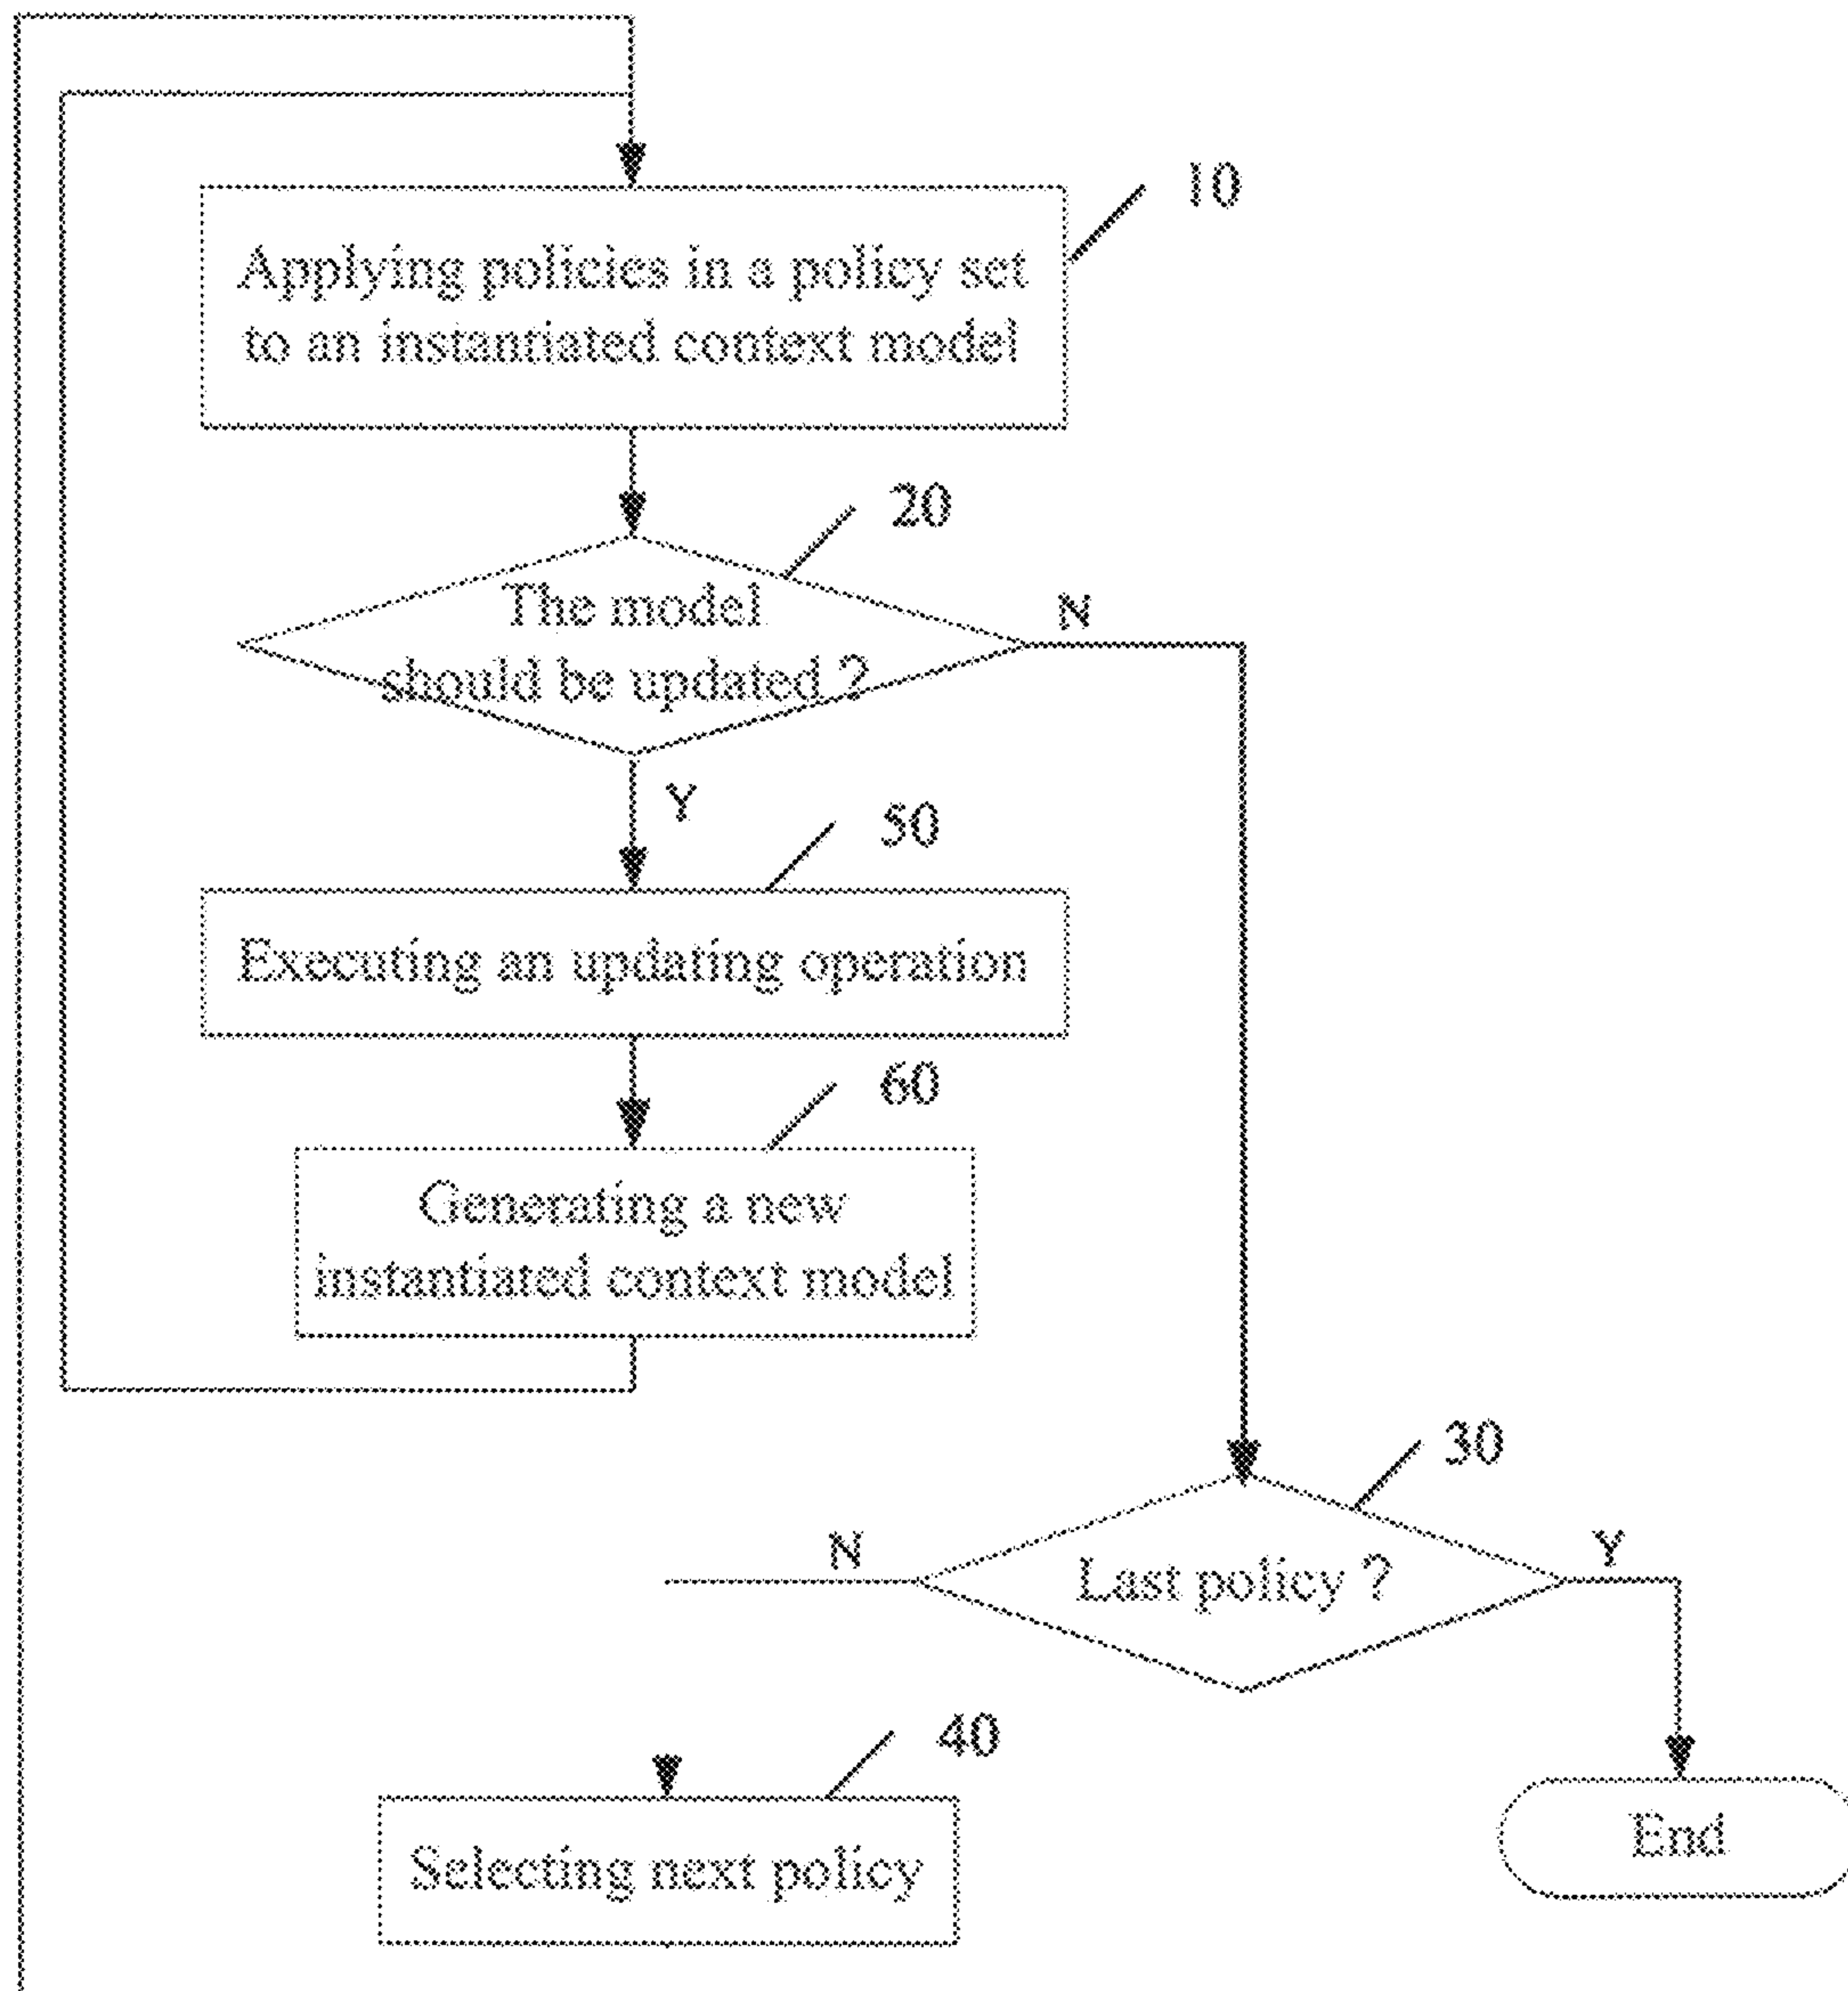 10
Applying policies in a policy set
to an instantiated context model
20
The model
should be updated ?
N
Y
50
Executing an updating operation
60
Generating a new
instantiated context model
30
N
Last policy ?
Y
40
Selecting next policy
End